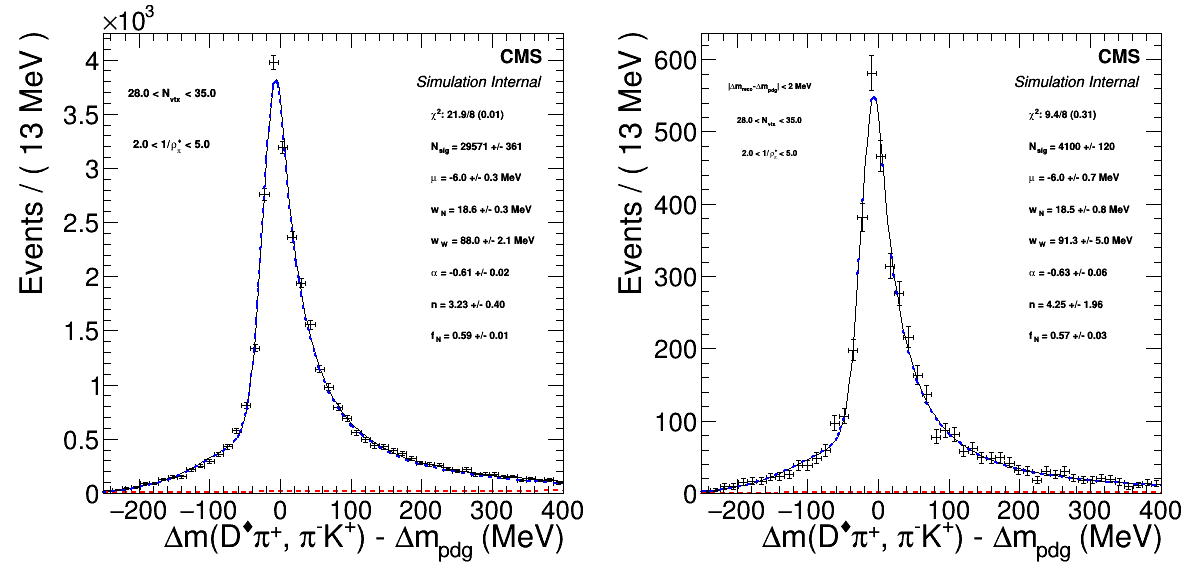 ×10³
CMS
Simulation Internal
28.0 < N_vtx < 35.0
2.0 < 1/ρ_π^♦ < 5.0
χ²: 21.9/8 (0.01)
N_sig = 29571 +/- 361
μ = -6.0 +/- 0.3 MeV
w_N = 18.6 +/- 0.3 MeV
w_W = 88.0 +/- 2.1 MeV
α = -0.61 +/- 0.02
n = 3.23 +/- 0.40
f_N = 0.59 +/- 0.01
Events / ( 13 MeV )
4
3.5
3
2.5
2
1.5
1
0.5
0
−200 −100 0 100 200 300 400
Δm(D^♦π⁺, π⁻K⁺) - Δm_pdg (MeV)
CMS
Simulation Internal
|Δm_reco-Δm_pdg| < 2 MeV
28.0 < N_vtx < 35.0
2.0 < 1/ρ_π^♦ < 5.0
χ²: 9.4/8 (0.31)
N_sig = 4100 +/- 120
μ = -6.0 +/- 0.7 MeV
w_N = 18.5 +/- 0.8 MeV
w_W = 91.3 +/- 5.0 MeV
α = -0.63 +/- 0.06
n = 4.25 +/- 1.96
f_N = 0.57 +/- 0.03
Events / ( 13 MeV )
600
500
400
300
200
100
0
−200 −100 0 100 200 300 400
Δm(D^♦π⁺, π⁻K⁺) - Δm_pdg (MeV)